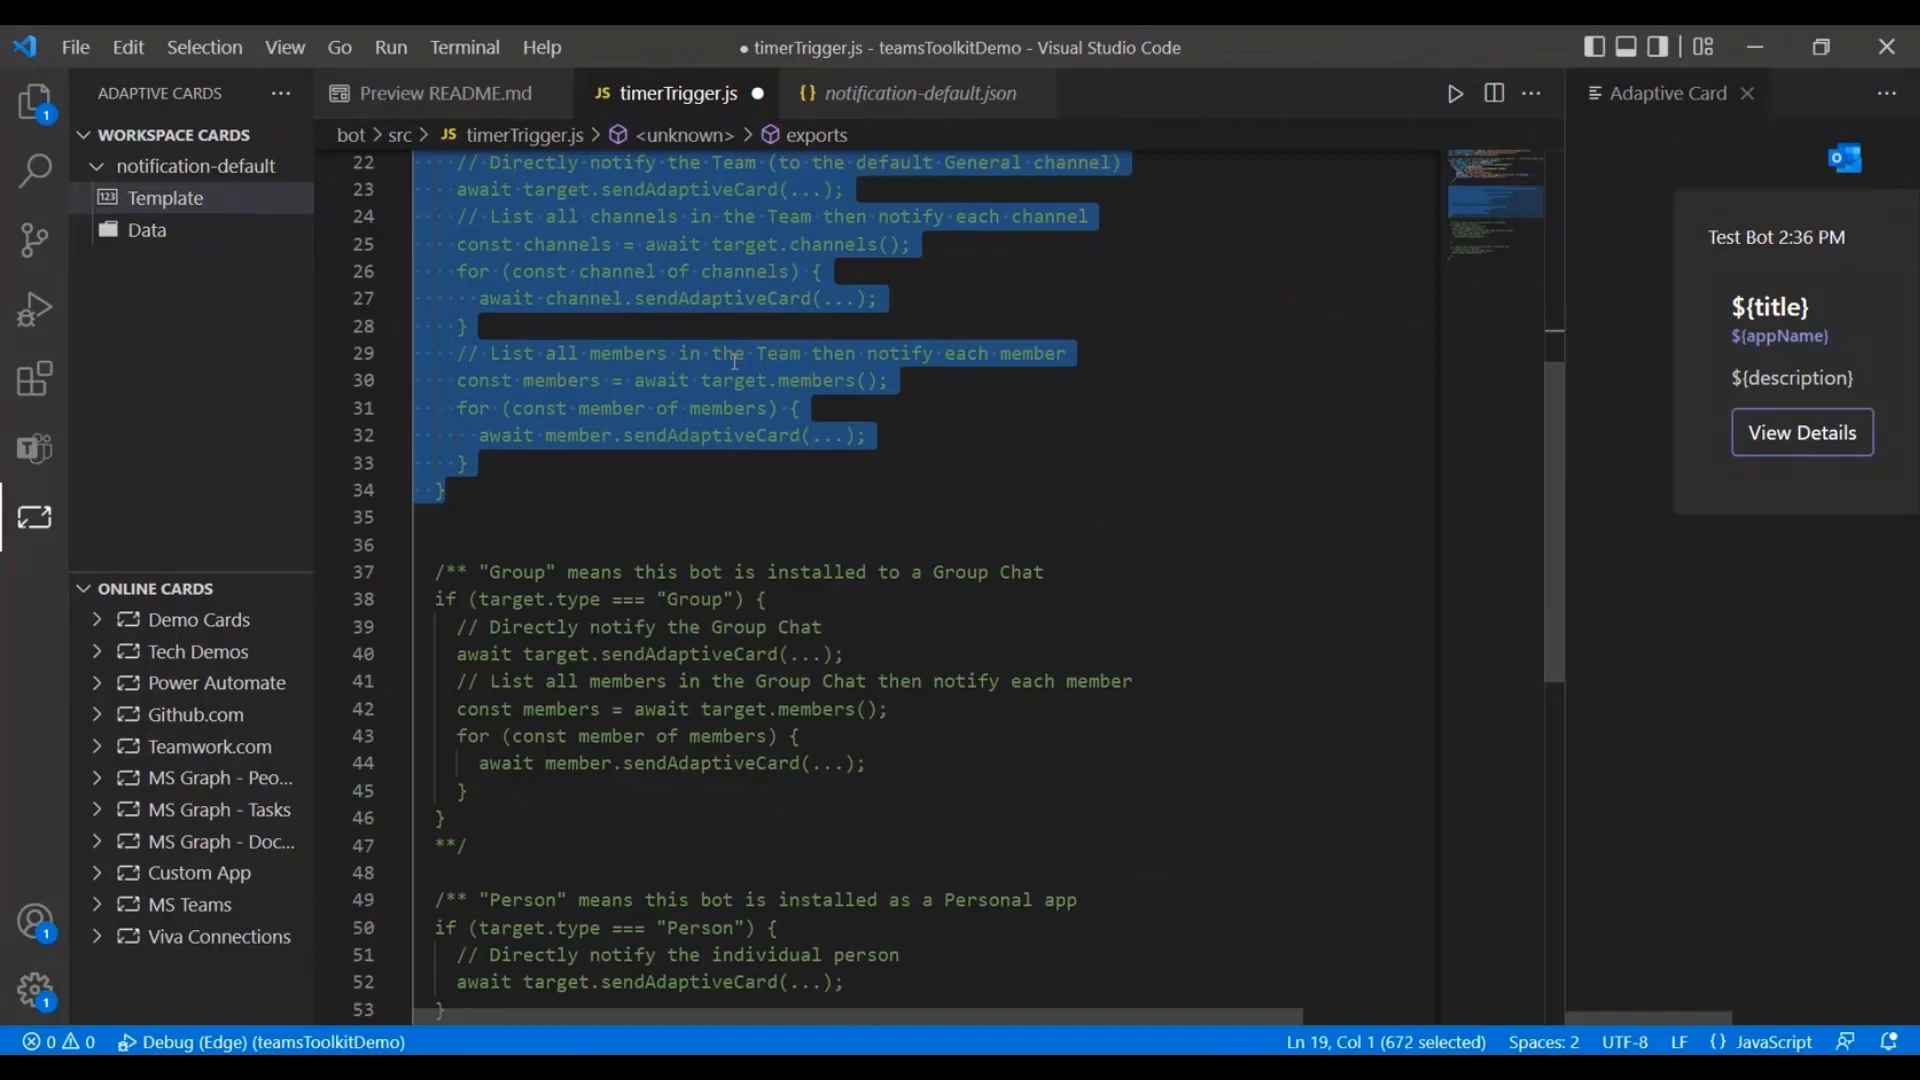 File Edit Selection View Go Run Terminal Help
● timerTrigger.js - teamsToolkitDemo - Visual Studio Code
ADAPTIVE CARDS ···
WORKSPACE CARDS
notification-default
Template
Data
ONLINE CARDS
Demo Cards
Tech Demos
Power Automate
Github.com
Teamwork.com
MS Graph - Peo...
MS Graph - Tasks
MS Graph - Doc...
Custom App
MS Teams
Viva Connections
1
1
1
Preview README.md
JS timerTrigger.js ●
{} notification-default.json
bot > src > JS timerTrigger.js > <unknown> > exports
22 // Directly notify the Team (to the default General channel)
23 await target.sendAdaptiveCard(...);
24 // List all channels in the Team then notify each channel
25 const channels = await target.channels();
26 for (const channel of channels) {
27 await channel.sendAdaptiveCard(...);
28 }
29 // List all members in the Team then notify each member
30 const members = await target.members();
31 for (const member of members) {
32 await member.sendAdaptiveCard(...);
33 }
34 }
35
36
37 /** "Group" means this bot is installed to a Group Chat
38 if (target.type === "Group") {
39 // Directly notify the Group Chat
40 await target.sendAdaptiveCard(...);
41 // List all members in the Group Chat then notify each member
42 const members = await target.members();
43 for (const member of members) {
44 await member.sendAdaptiveCard(...);
45 }
46 }
47 **/
48
49 /** "Person" means this bot is installed as a Personal app
50 if (target.type === "Person") {
51 // Directly notify the individual person
52 await target.sendAdaptiveCard(...);
53 }
Adaptive Card
Test Bot 2:36 PM
${title}
${appName}
${description}
View Details
0 0 Debug (Edge) (teamsToolkitDemo)
Ln 19, Col 1 (672 selected) Spaces: 2 UTF-8 LF {} JavaScript